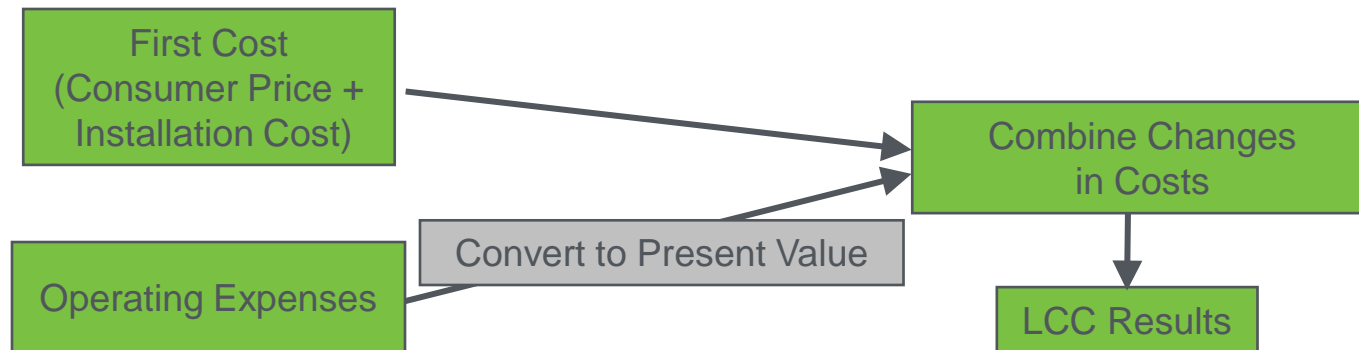 First Cost
(Consumer Price +
Installation Cost)
Combine Changes
in Costs
Convert to Present Value
Operating Expenses
LCC Results